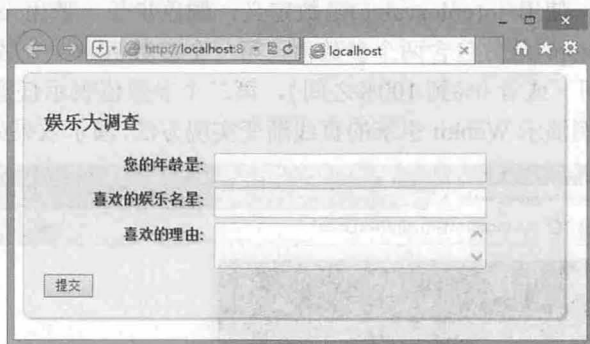 http://localhost:8
localhost
娱乐大调查
您的年龄是:
喜欢的娱乐名星:
喜欢的理由:
提交